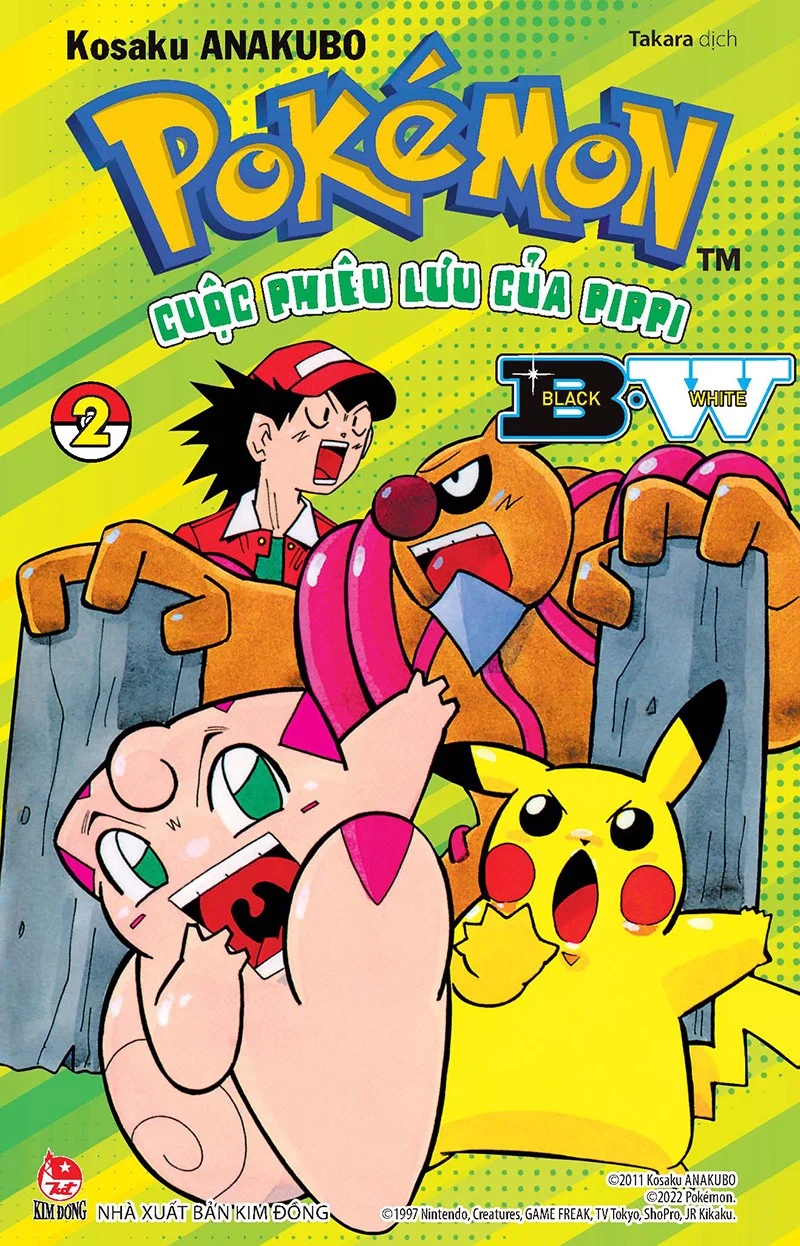 Kosaku ANAKUBO
Takara dịch
POKéMON
TM
CUỘC PHIÊU LƯU CỦA PIPPI
B·W
BLACK
WHITE
2
©2011 Kosaku ANAKUBO
©2022 Pokémon.
KIM ĐỒNG
NHÀ XUẤT BẢN KIM ĐỒNG
©1997 Nintendo, Creatures, GAME FREAK, TV Tokyo, ShoPro, JR Kikaku.